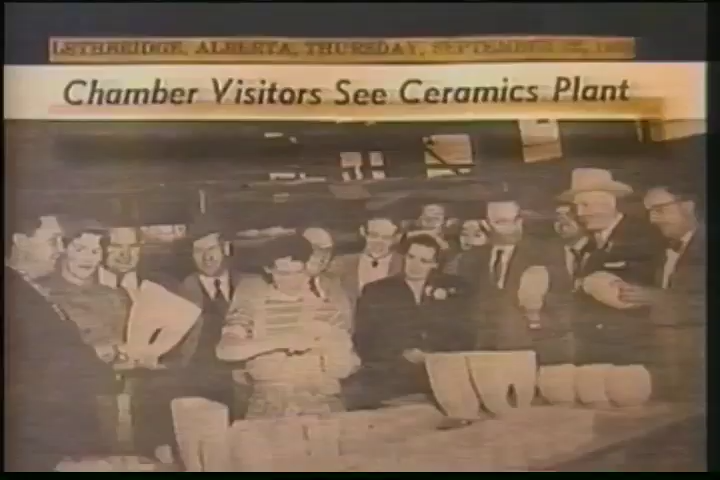 LETHBRIDGE, ALBERTA, THURSDAY, SEPTEMBER
Chamber Visitors See Ceramics Plant